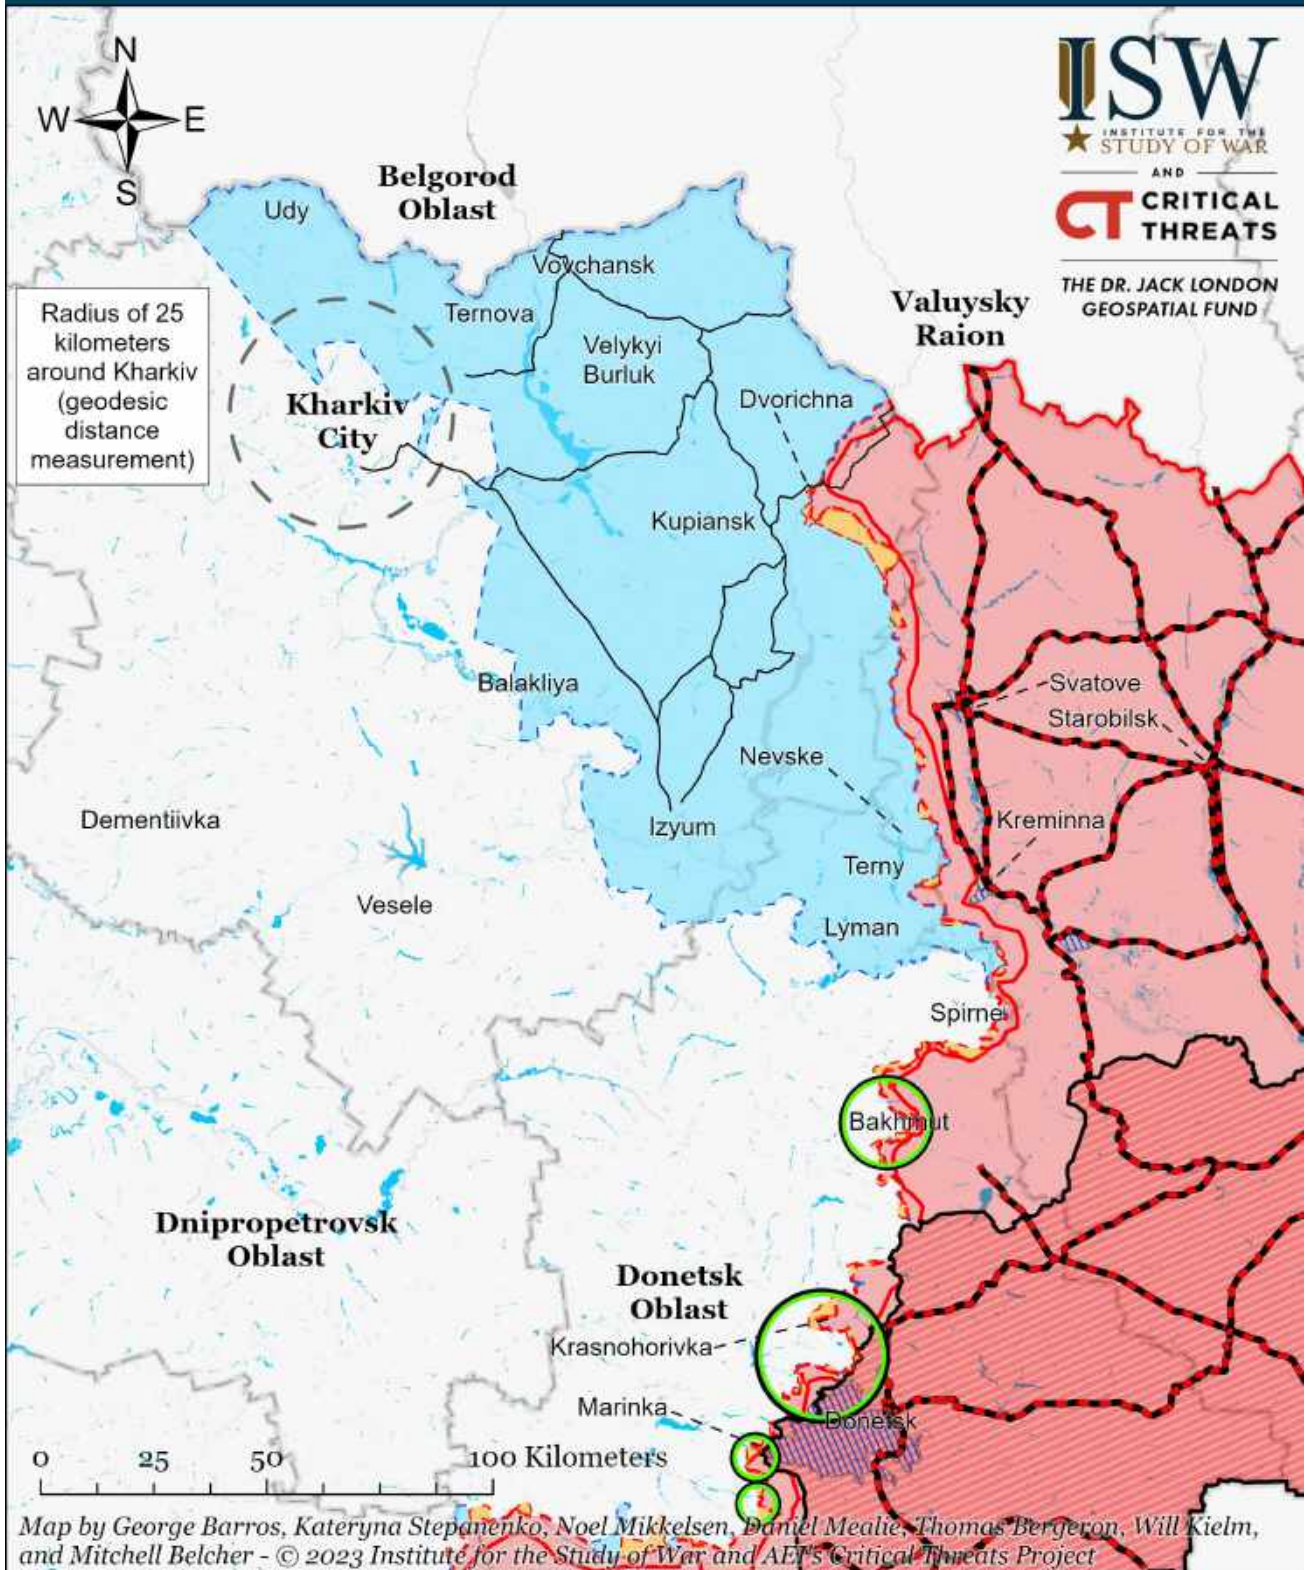 N
W E
S
ISW
INSTITUTE FOR THE
STUDY OF WAR
AND
CT CRITICAL
THREATS
THE DR. JACK LONDON
GEOSPATIAL FUND
Belgorod
Oblast
Udy
Vovchansk
Radius of 25
kilometers
around Kharkiv
(geodesic
distance
measurement)
Ternova
Valuysky
Raion
Velykyi
Burluk
Kharkiv
City
Dvorichna
Kupiansk
Balakliya
Svatove
Starobilsk
Nevske
Dementiivka
Izyum
Kreminna
Terny
Vesele
Lyman
Spirne
Bakhmut
Dnipropetrovsk
Oblast
Donetsk
Oblast
Krasnohorivka
Marinka
Donetsk
0 25 50 100 Kilometers
Map by George Barros, Kateryna Stepanenko, Noel Mikkelsen, Daniel Mealie, Thomas Bergeron, Will Kielm,
and Mitchell Belcher - © 2023 Institute for the Study of War and AEI's Critical Threats Project